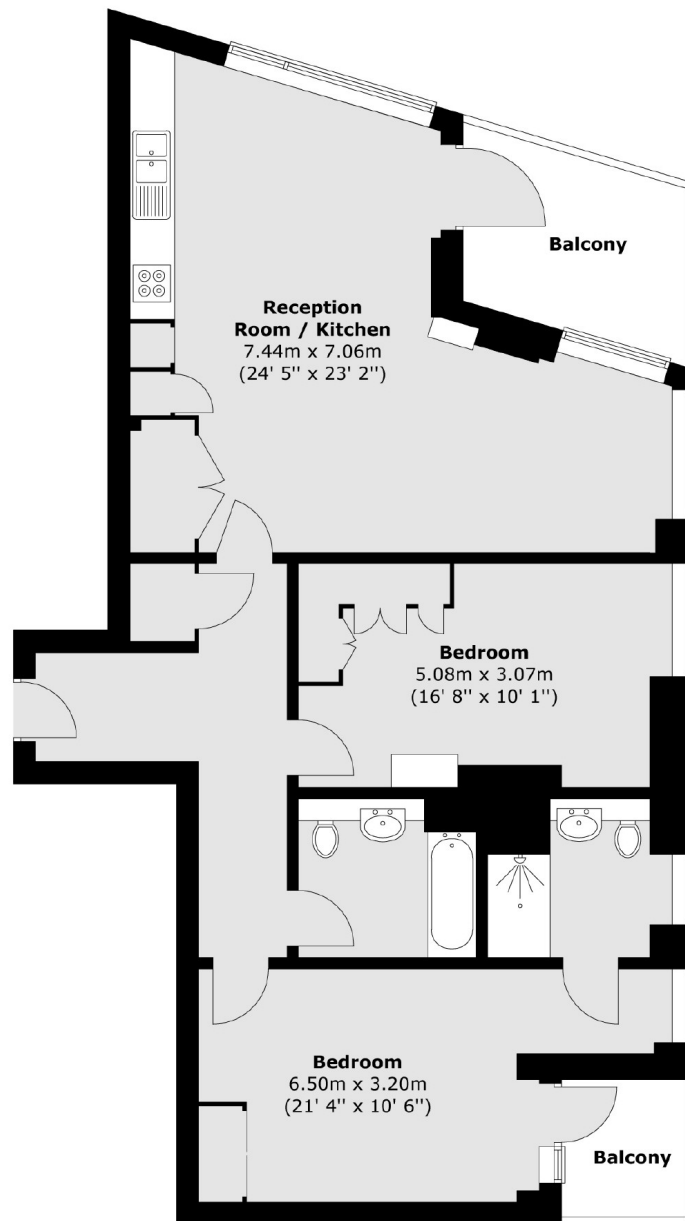 Balcony
Reception
Room / Kitchen
7.44m x 7.06m
(24' 5'' x 23' 2'')
Bedroom
5.08m x 3.07m
(16' 8'' x 10' 1'')
Bedroom
6.50m x 3.20m
(21' 4'' x 10' 6'')
Balcony